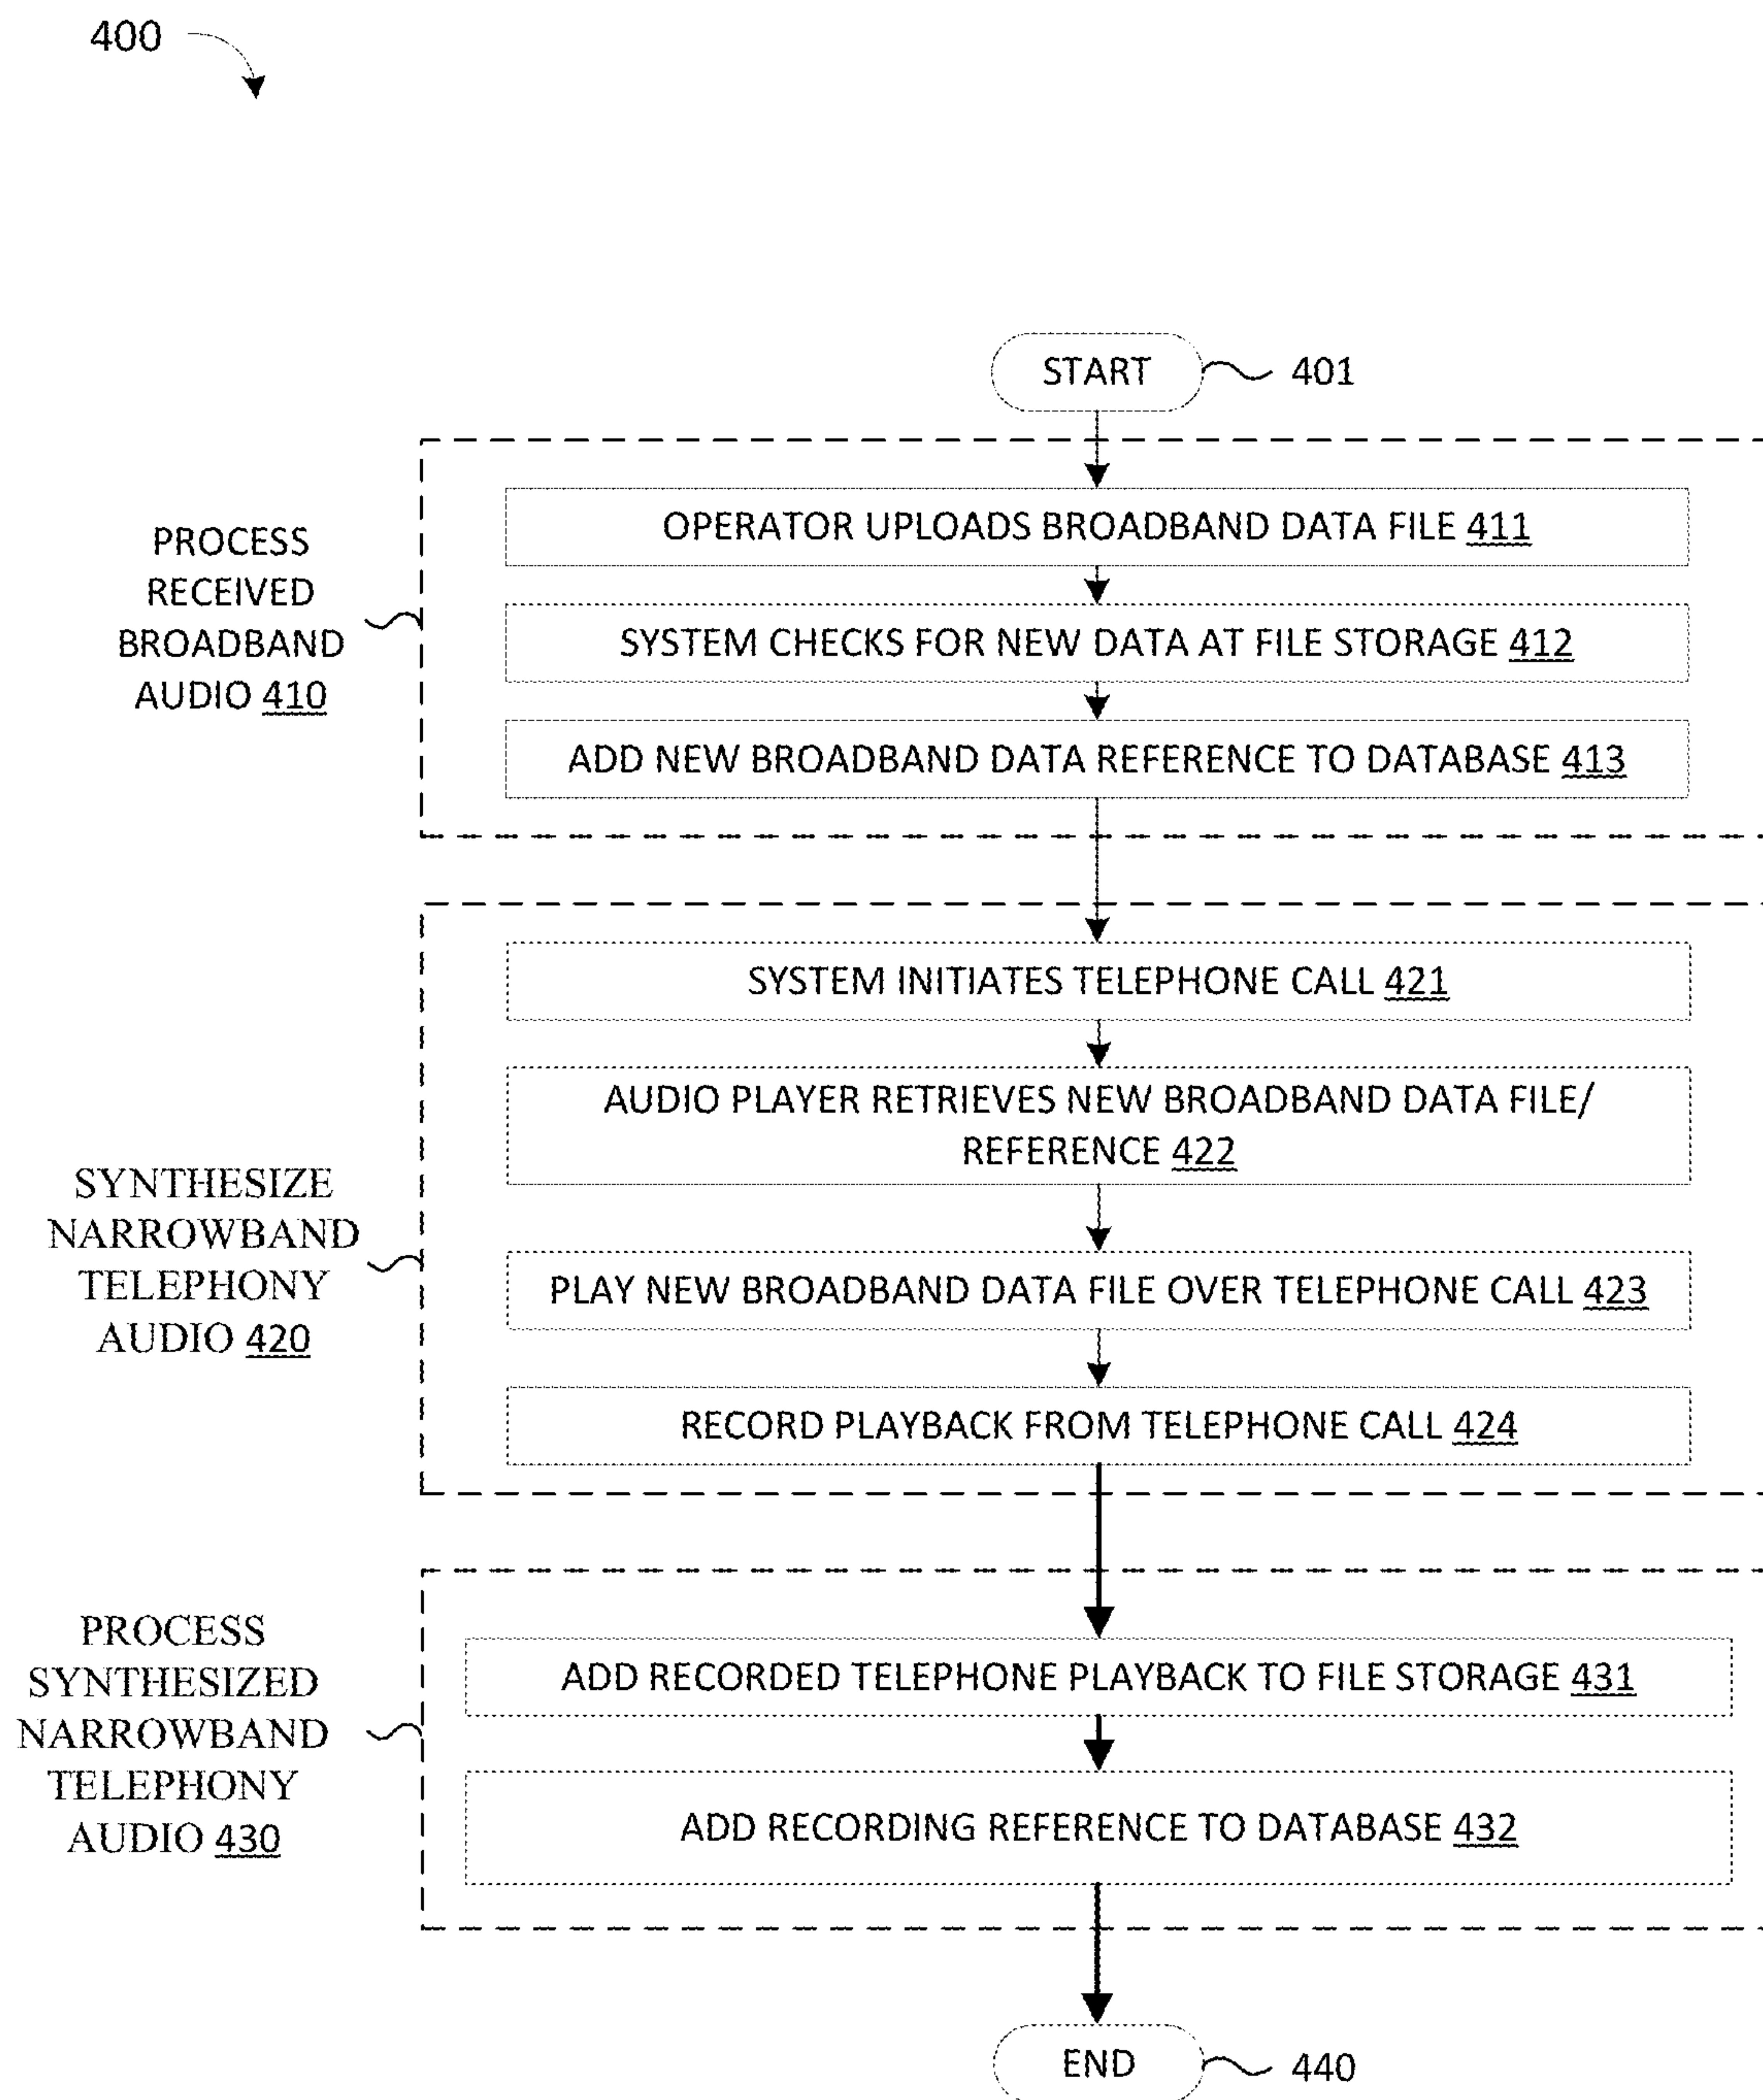 400
START
401
OPERATOR UPLOADS BROADBAND DATA FILE 411
PROCESS
RECEIVED
BROADBAND
AUDIO 410
SYSTEM CHECKS FOR NEW DATA AT FILE STORAGE 412
ADD NEW BROADBAND DATA REFERENCE TO DATABASE 413
SYSTEM INITIATES TELEPHONE CALL 421
AUDIO PLAYER RETRIEVES NEW BROADBAND DATA FILE/
REFERENCE 422
SYNTHESIZE
NARROWBAND
TELEPHONY
AUDIO 420
PLAY NEW BROADBAND DATA FILE OVER TELEPHONE CALL 423
RECORD PLAYBACK FROM TELEPHONE CALL 424
PROCESS
SYNTHESIZED
NARROWBAND
TELEPHONY
AUDIO 430
ADD RECORDED TELEPHONE PLAYBACK TO FILE STORAGE 431
ADD RECORDING REFERENCE TO DATABASE 432
END
440